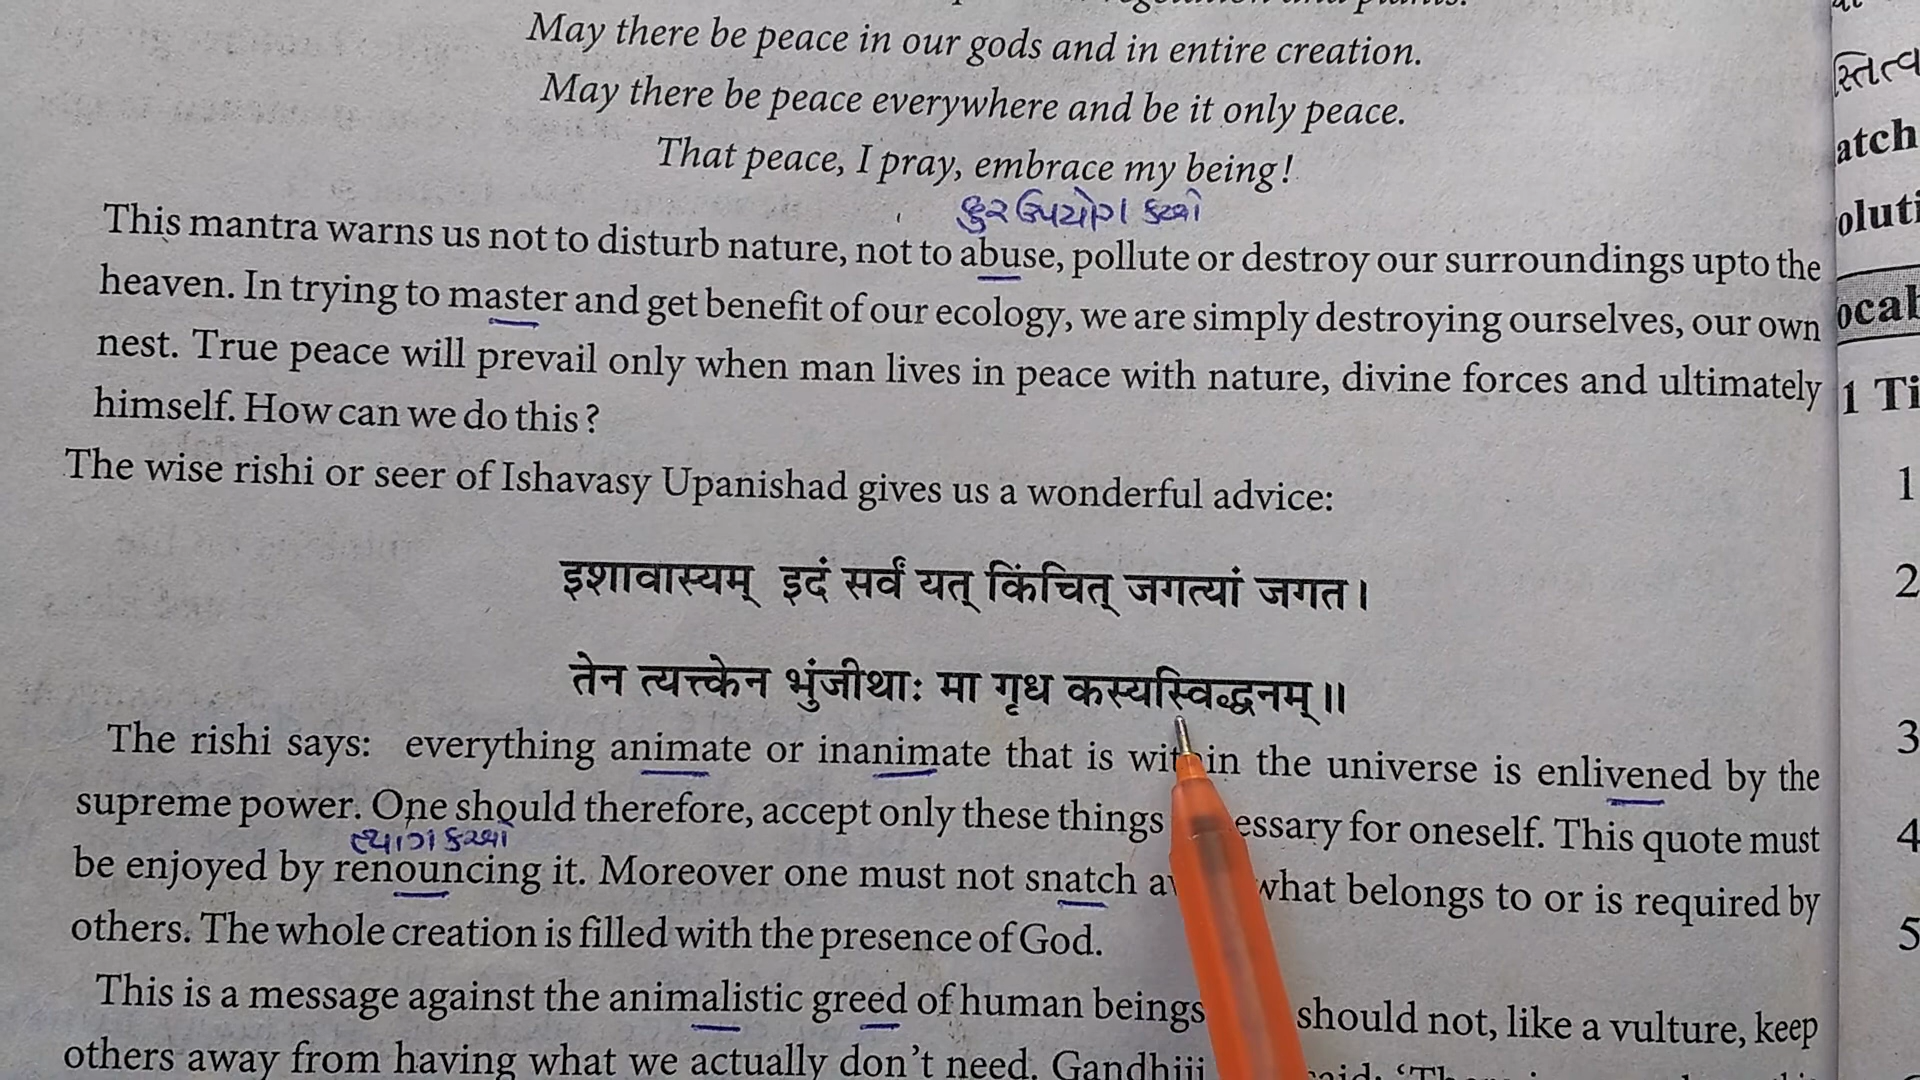 May there be peace in our gods and in entire creation.
May there be peace everywhere and be it only peace.
That peace, I pray, embrace my being!
દુરઉપયોગ કરવો
This mantra warns us not to disturb nature, not to abuse, pollute or destroy our surroundings upto the
heaven. In trying to master and get benefit of our ecology, we are simply destroying ourselves, our own
nest. True peace will prevail only when man lives in peace with nature, divine forces and ultimately
himself. How can we do this?
The wise rishi or seer of Ishavasy Upanishad gives us a wonderful advice:
इशावास्यम् इदं सर्वं यत् किंचित् जगत्यां जगत।
तेन त्यत्त्केन भुंजीथाः मा गृध कस्यस्विद्धनम्॥
The rishi says: everything animate or inanimate that is within the universe is enlivened by the
supreme power. One should therefore, accept only these things essary for oneself. This quote must
ત્યાગ કરવો
be enjoyed by renouncing it. Moreover one must not snatch a what belongs to or is required by
others. The whole creation is filled with the presence of God.
This is a message against the animalistic greed of human beings should not, like a vulture, keep
others away from having what we actually don't need. Gandhiji said: 'There
સ્તિત્વ
atch
oluti
ocab
1 Ti
1
2
3
4
5